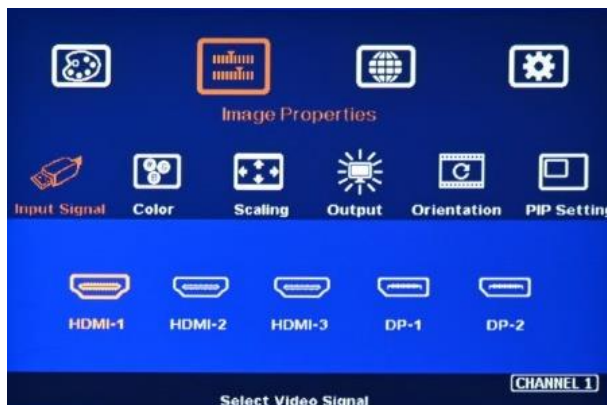 Image Properties
Input Signal Color Scaling Output Orientation PIP Setting
HDMI-1 HDMI-2 HDMI-3 DP-1 DP-2
CHANNEL 1
Select Video Signal